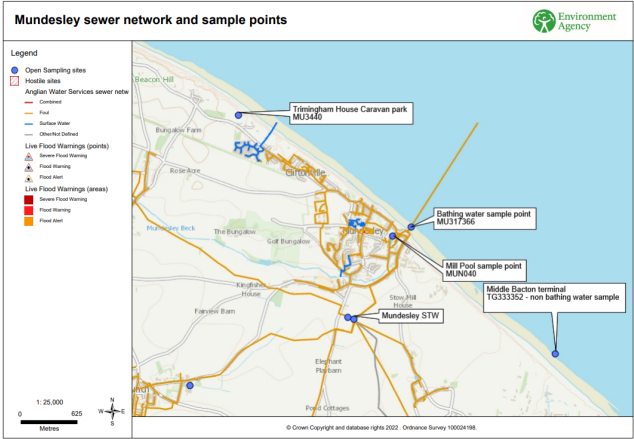 Mundesley sewer network and sample points
Environment
Agency
Legend
Open Sampling sites
Hostile sites
Anglian Water Services sewer netw
Combined
Foul
Surface Water
Other/Not Defined
Live Flood Warnings (points)
Severe Flood Warning
Flood Warning
Flood Alert
Live Flood Warnings (areas)
Severe Flood Warning
Flood Warning
Flood Alert
1: 25,000
0 625
Metres
N
W E
S
Beacon Hill
Trimingham House Caravan park
MU3440
Bungalow Farm
Rose Acre
Cliftonville
Bathing water sample point
MU317366
Mundesley Beck
The Bungalow
Mundesley
Golf Bungalow
Mill Pool sample point
MUN040
Kingfisher
House
Middle Bacton terminal
TG333352 - non bathing water sample
Stow Mill
House
Fairview Barn
Mundesley STW
Elephant
Playbarn
Pond Cottages
© Crown Copyright and database rights 2022 . Ordnance Survey 100024198.